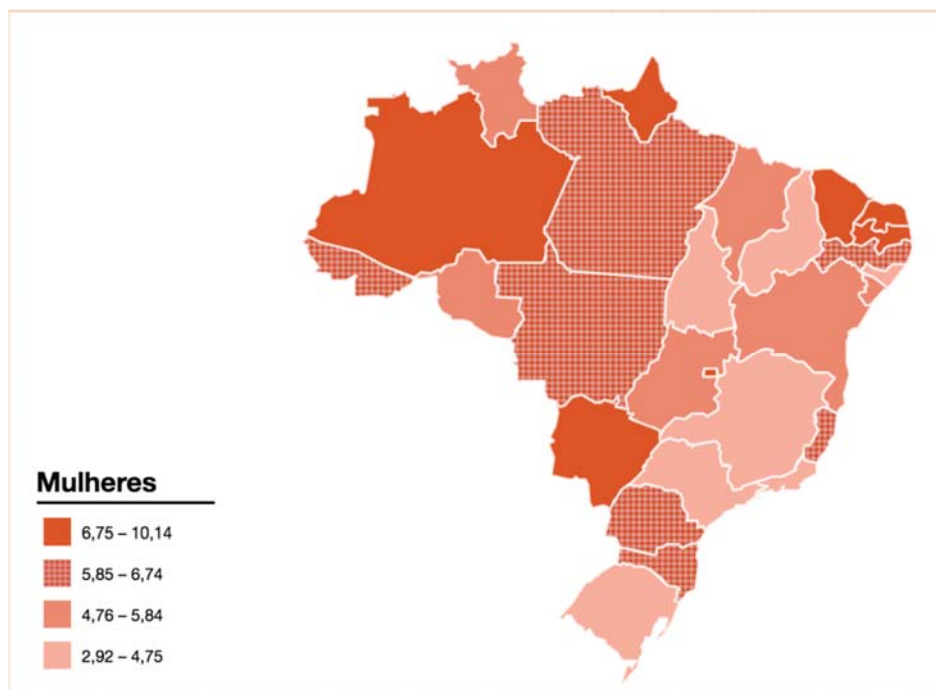 Mulheres
6,75 – 10,14
5,85 – 6,74
4,76 – 5,84
2,92 – 4,75